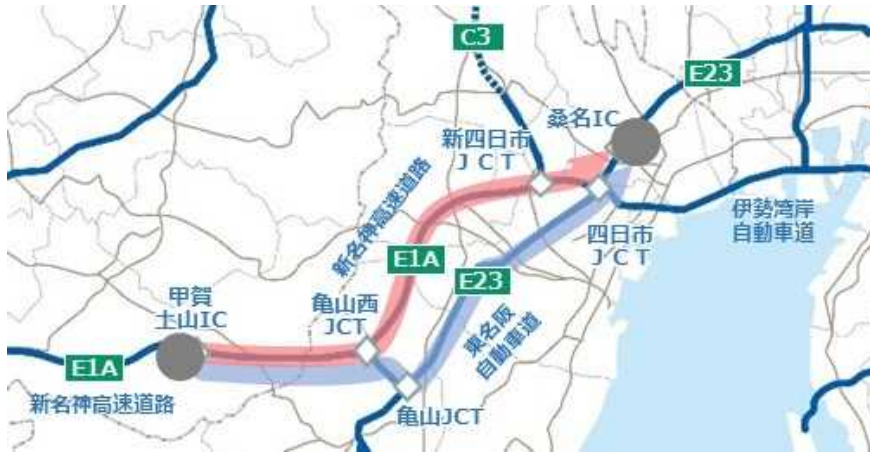 C3
E23
桑名IC
新四日市
ＪＣＴ
新名神高速道路
伊勢湾岸
自動車道
四日市
ＪＣＴ
E1A
E23
甲賀
土山IC
亀山西
JCT
東名阪
自動車道
E1A
新名神高速道路
亀山JCT